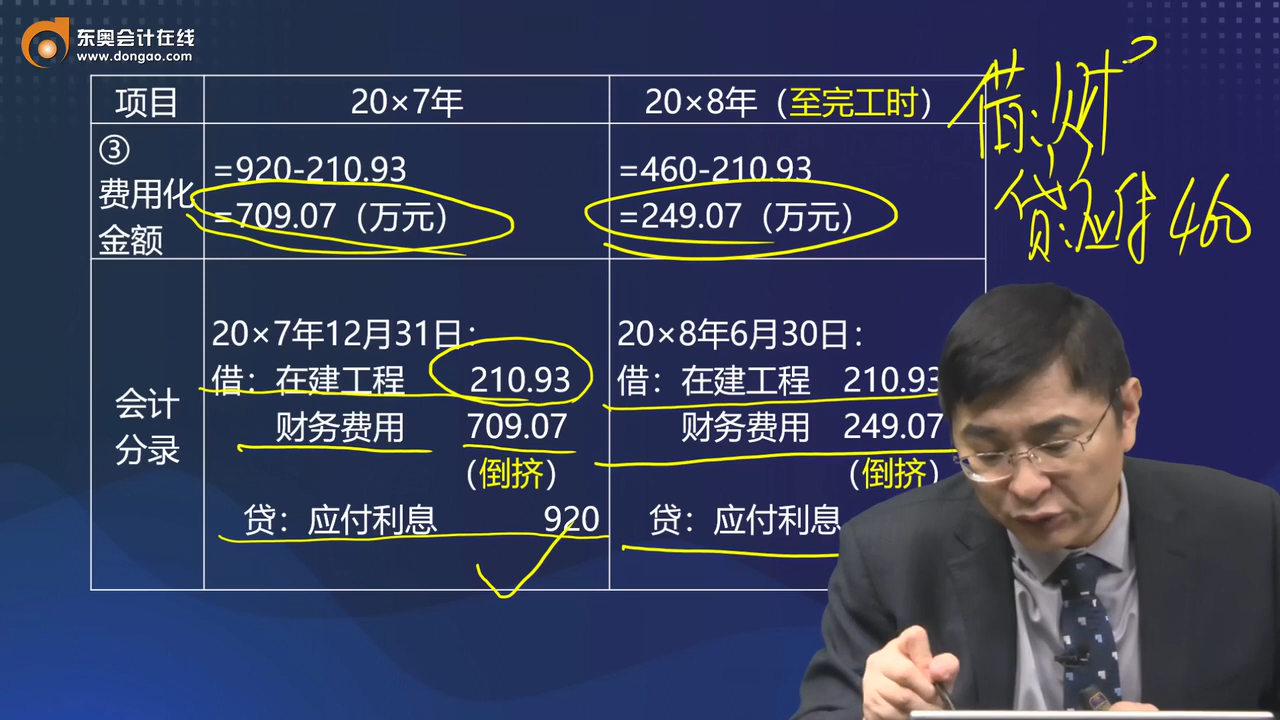 东奥会计在线
www.dongao.com
项目
20×7年
20×8年（至完工时）
③
费用化
金额
=920-210.93
=709.07（万元）
=460-210.93
=249.07（万元）
会计
分录
20×7年12月31日：
借：在建工程 210.93
财务费用 709.07
（倒挤）
贷：应付利息 920
20×8年6月30日：
借：在建工程 210.93
财务费用 249.07
（倒挤）
贷：应付利息
借：财
贷：应付 460